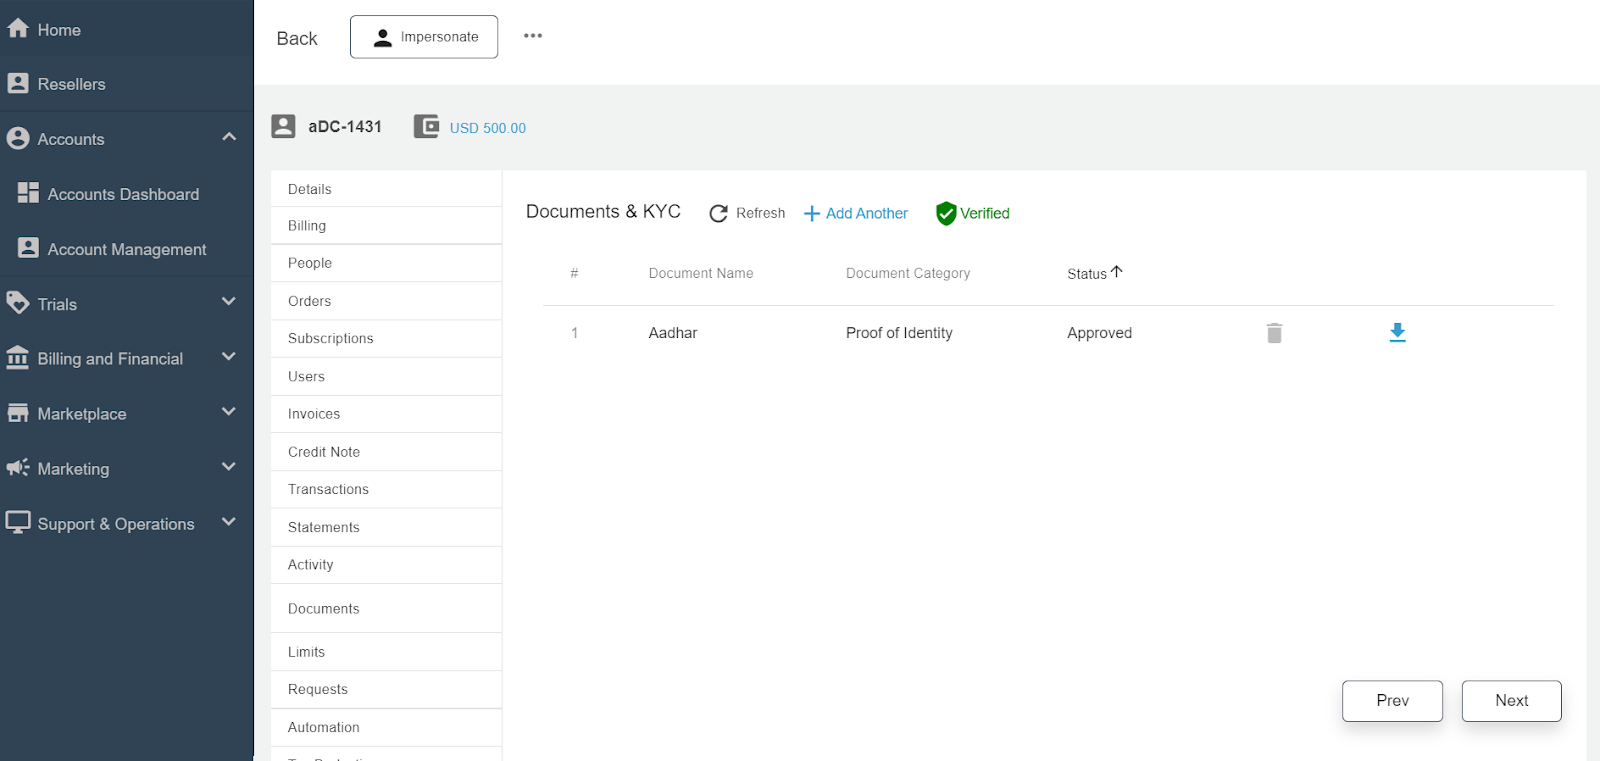 Home
Resellers
Accounts
Accounts Dashboard
Account Management
Trials
Billing and Financial
Marketplace
Marketing
Support & Operations
Back
Impersonate
aDC-1431
USD 500.00
Details
Billing
People
Orders
Subscriptions
Users
Invoices
Credit Note
Transactions
Statements
Activity
Documents
Limits
Requests
Automation
Documents & KYC Refresh Add Another Verified
# Document Name Document Category Status
1 Aadhar Proof of Identity Approved
Prev Next